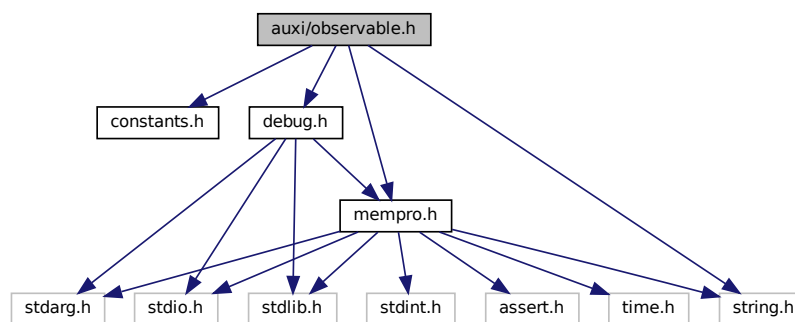 auxi/observable.h
constants.h
debug.h
mempro.h
stdarg.h
stdio.h
stdlib.h
stdint.h
assert.h
time.h
string.h